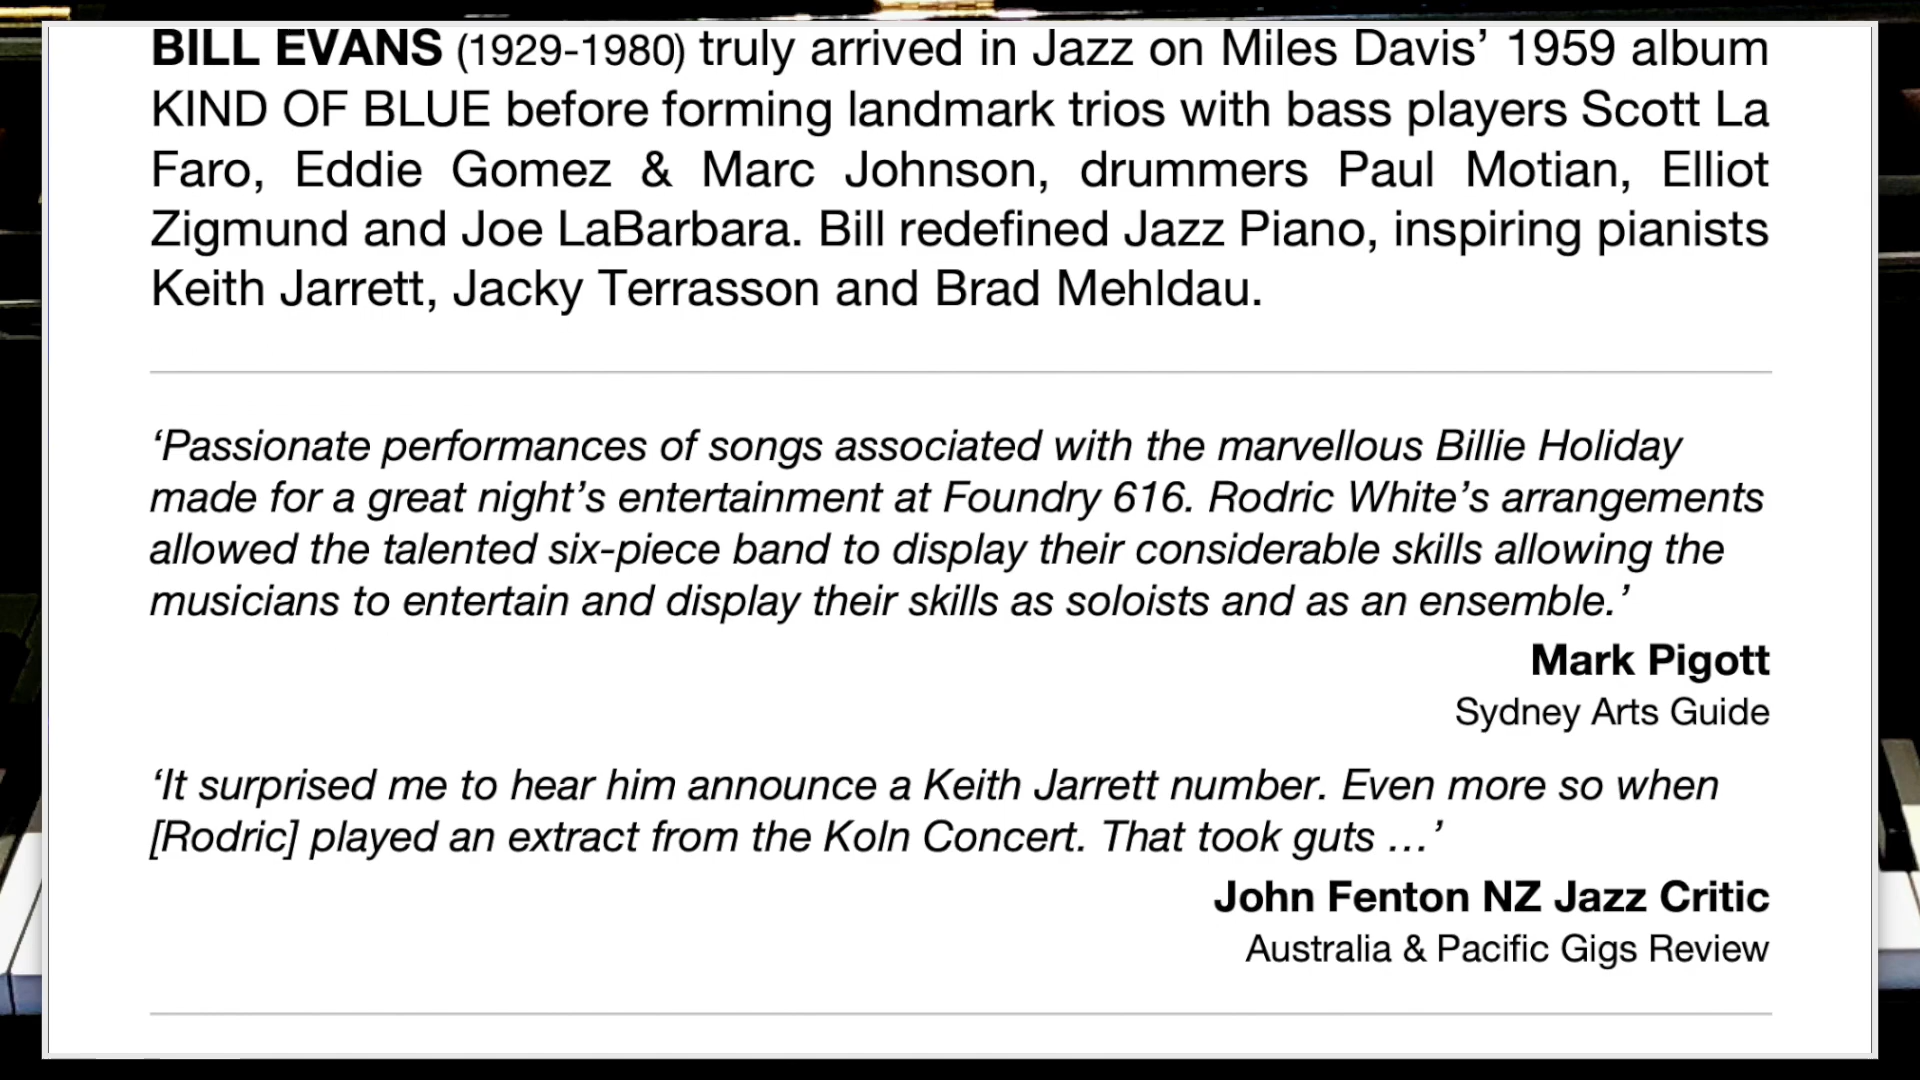 BILL EVANS (1929-1980) truly arrived in Jazz on Miles Davis’ 1959 album
KIND OF BLUE before forming landmark trios with bass players Scott La
Faro, Eddie Gomez & Marc Johnson, drummers Paul Motian, Elliot
Zigmund and Joe LaBarbara. Bill redefined Jazz Piano, inspiring pianists
Keith Jarrett, Jacky Terrasson and Brad Mehldau.
‘Passionate performances of songs associated with the marvellous Billie Holiday
made for a great night’s entertainment at Foundry 616. Rodric White’s arrangements
allowed the talented six-piece band to display their considerable skills allowing the
musicians to entertain and display their skills as soloists and as an ensemble.’
Mark Pigott
Sydney Arts Guide
‘It surprised me to hear him announce a Keith Jarrett number. Even more so when
[Rodric] played an extract from the Koln Concert. That took guts …’
John Fenton NZ Jazz Critic
Australia & Pacific Gigs Review